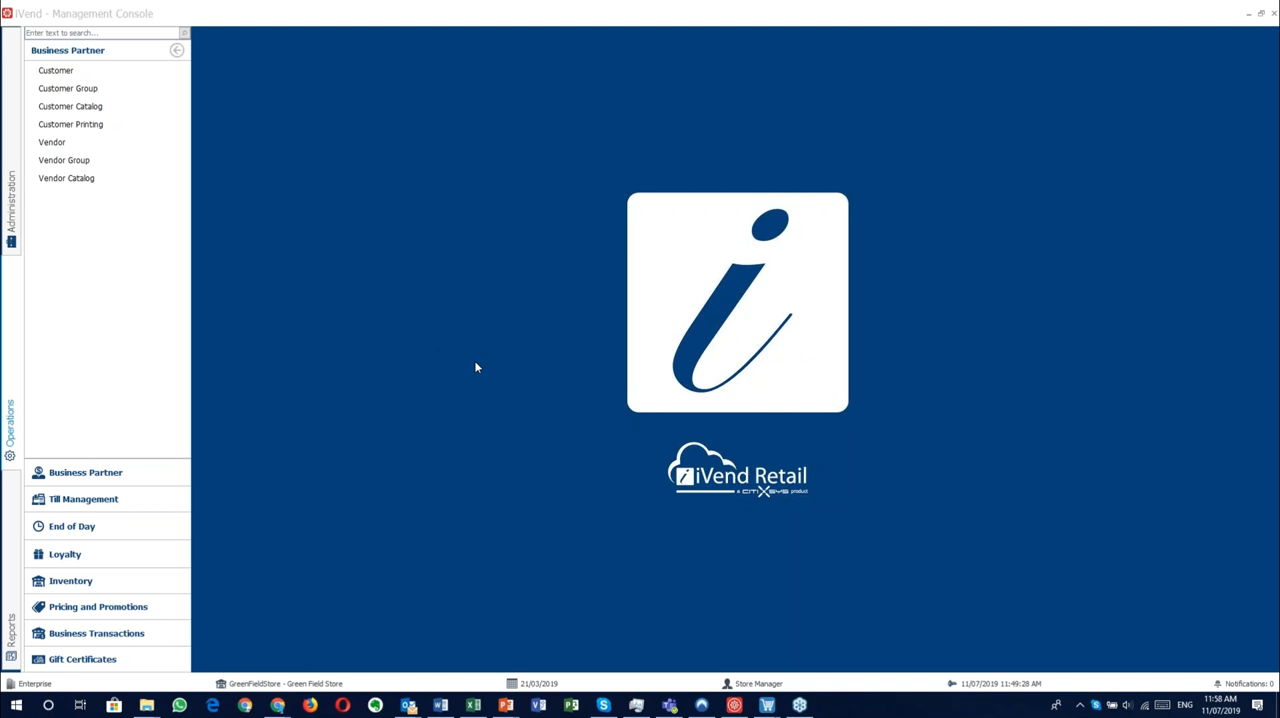 iVend - Management Console
Enter text to search...
Business Partner
Customer
Customer Group
Customer Catalog
Customer Printing
Vendor
Vendor Group
Vendor Catalog
Administration
Operations
Reports
Business Partner
Till Management
End of Day
Loyalty
Inventory
Pricing and Promotions
Business Transactions
Gift Certificates
i
iVend Retail
a CitiXsys product
Enterprise
GreenFieldStore - Green Field Store
21/03/2019
Store Manager
11/07/2019 11:49:28 AM
Notifications: 0
ENG
11:58 AM
11/07/2019